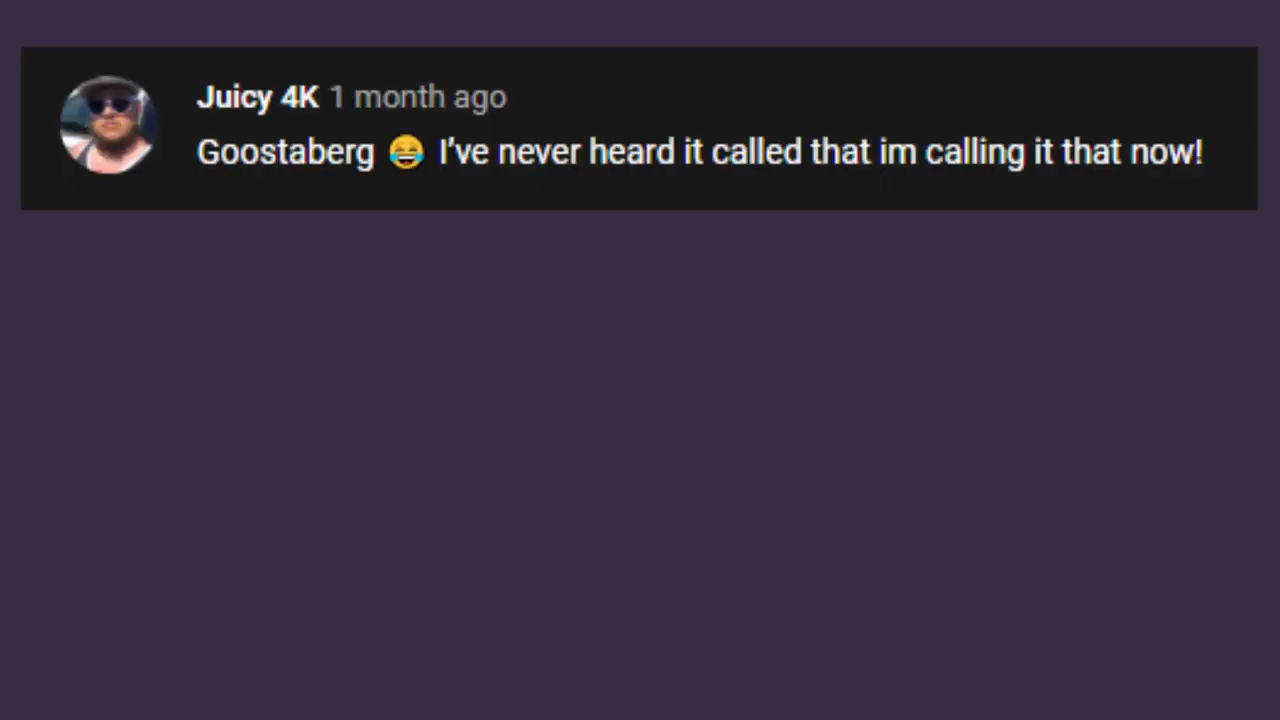 Juicy 4K 1 month ago
Goostaberg 😂 I've never heard it called that im calling it that now!